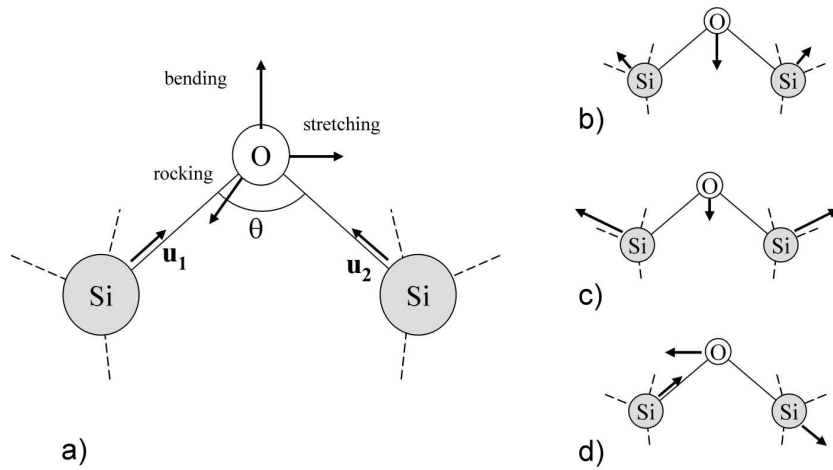 bending
O
stretching
rocking
θ
u1
u2
Si
Si
a)
O
Si
Si
b)
O
Si
Si
c)
O
Si
Si
d)